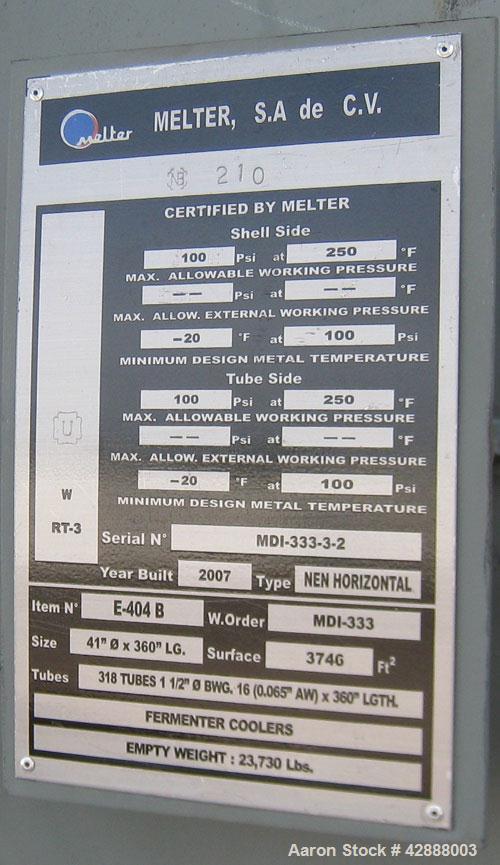 melter MELTER, S.A de C.V.
NB 210
CERTIFIED BY MELTER
Shell Side
100 Psi at 250 °F
MAX. ALLOWABLE WORKING PRESSURE
-- Psi at -- °F
MAX. ALLOW. EXTERNAL WORKING PRESSURE
-20 °F at 100 Psi
MINIMUM DESIGN METAL TEMPERATURE
Tube Side
100 Psi at 250 °F
MAX. ALLOWABLE WORKING PRESSURE
-- Psi at -- °F
MAX. ALLOW. EXTERNAL WORKING PRESSURE
-20 °F at 100 Psi
MINIMUM DESIGN METAL TEMPERATURE
U
W
RT-3
Serial N° MDI-333-3-2
Year Built 2007 Type NEN HORIZONTAL
Item N° E-404 B W.Order MDI-333
Size 41" Ø x 360" LG. Surface 3746 Ft²
Tubes 318 TUBES 1 1/2" Ø BWG. 16 (0.065" AW) x 360" LGTH.
FERMENTER COOLERS
EMPTY WEIGHT : 23,730 Lbs.
Aaron Stock # 42888003